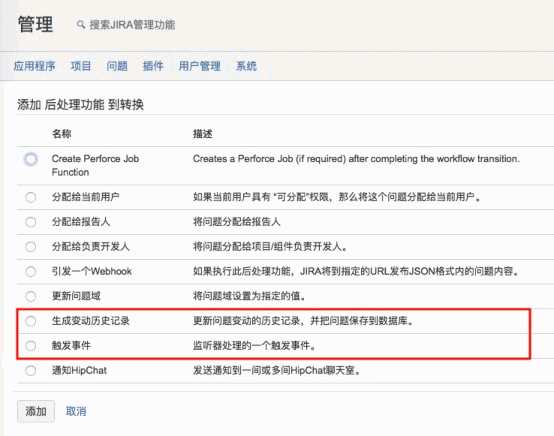 管理 搜索JIRA管理功能
应用程序 项目 问题 插件 用户管理 系统
添加 后处理功能 到转换
名称 描述
Create Perforce Job Creates a Perforce Job (if required) after completing the workflow transition.
Function
分配给当前用户 如果当前用户具有 “可分配”权限，那么将这个问题分配给当前用户。
分配给报告人 将问题分配给报告人
分配给负责开发人 将问题分配给项目/组件负责开发人。
引发一个Webhook 如果执行此后处理功能，JIRA将到指定的URL发布JSON格式内的问题内容。
更新问题域 将问题域设置为指定的值。
生成变动历史记录 更新问题变动的历史记录，并把问题保存到数据库。
触发事件 监听器处理的一个触发事件。
通知HipChat 发送通知到一间或多间HipChat聊天室。
添加 取消